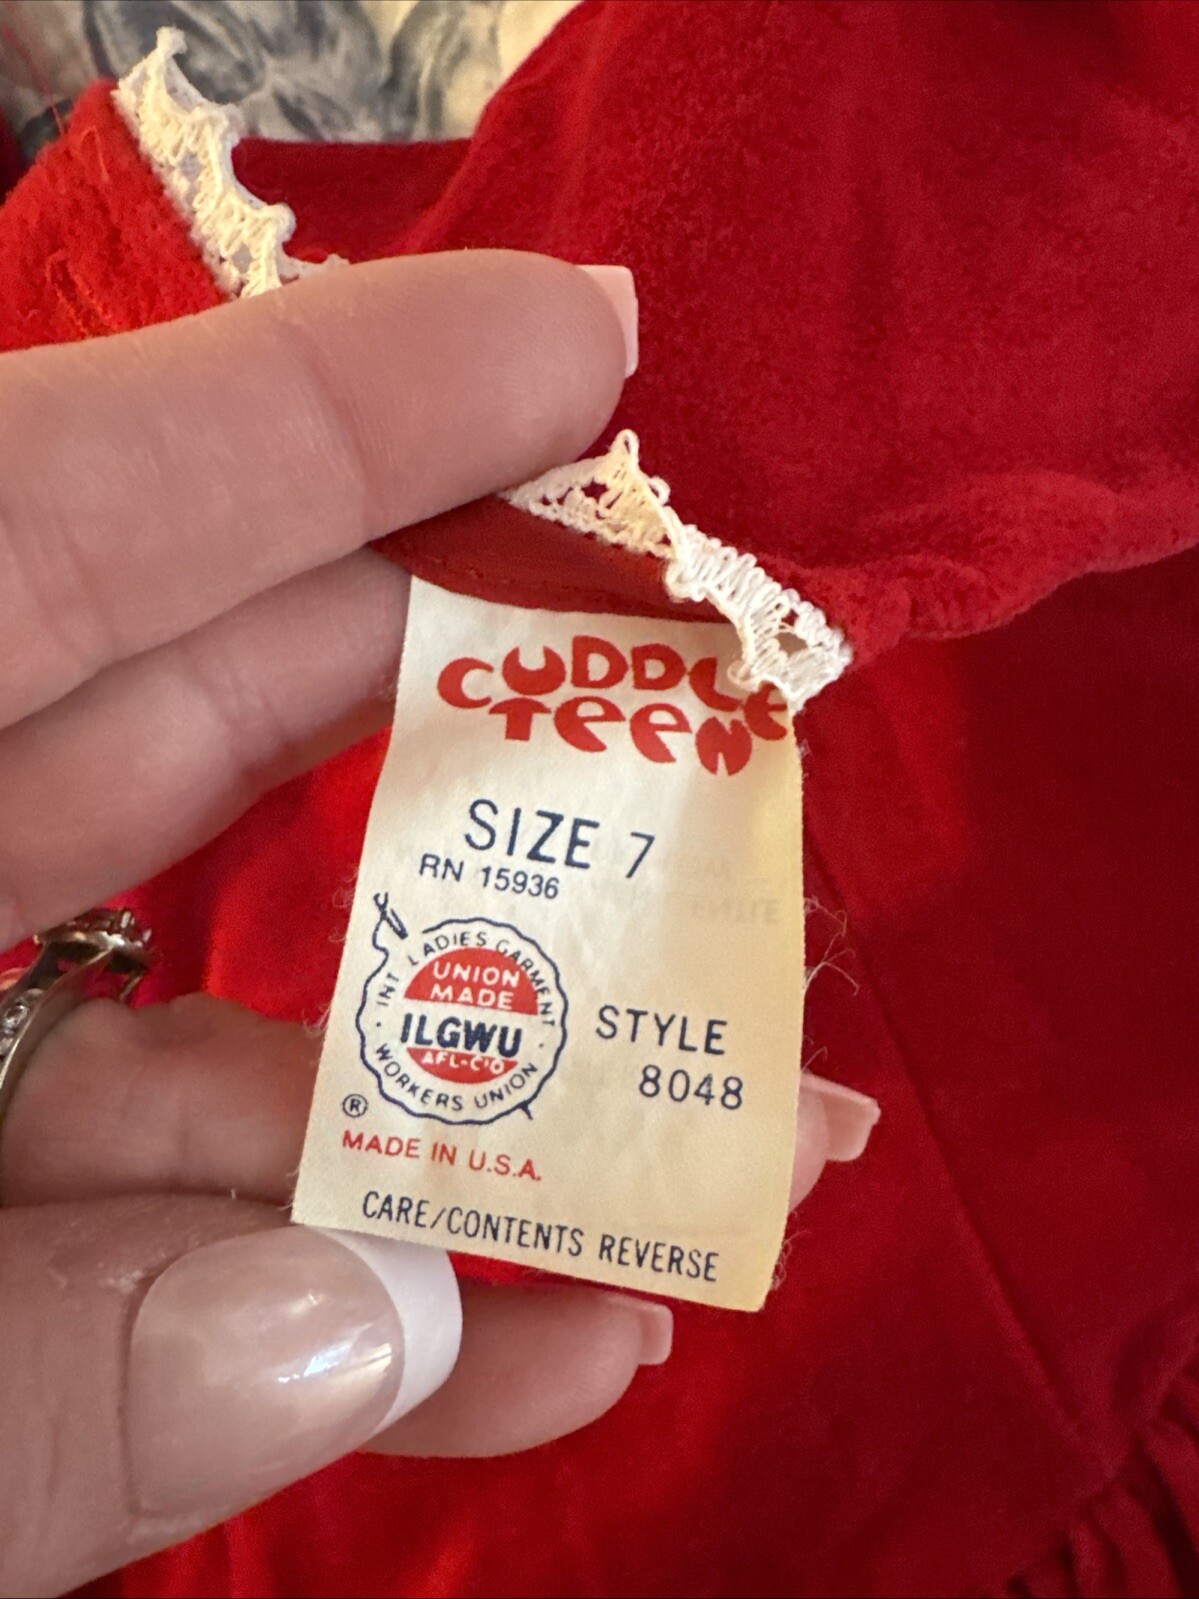 CUDDLE
TEEN
SIZE 7
RN 15936
INT LADIES GARMENT
UNION
MADE
ILGWU
AFL-CIO
WORKERS UNION
®
STYLE
8048
MADE IN U.S.A.
CARE/CONTENTS REVERSE